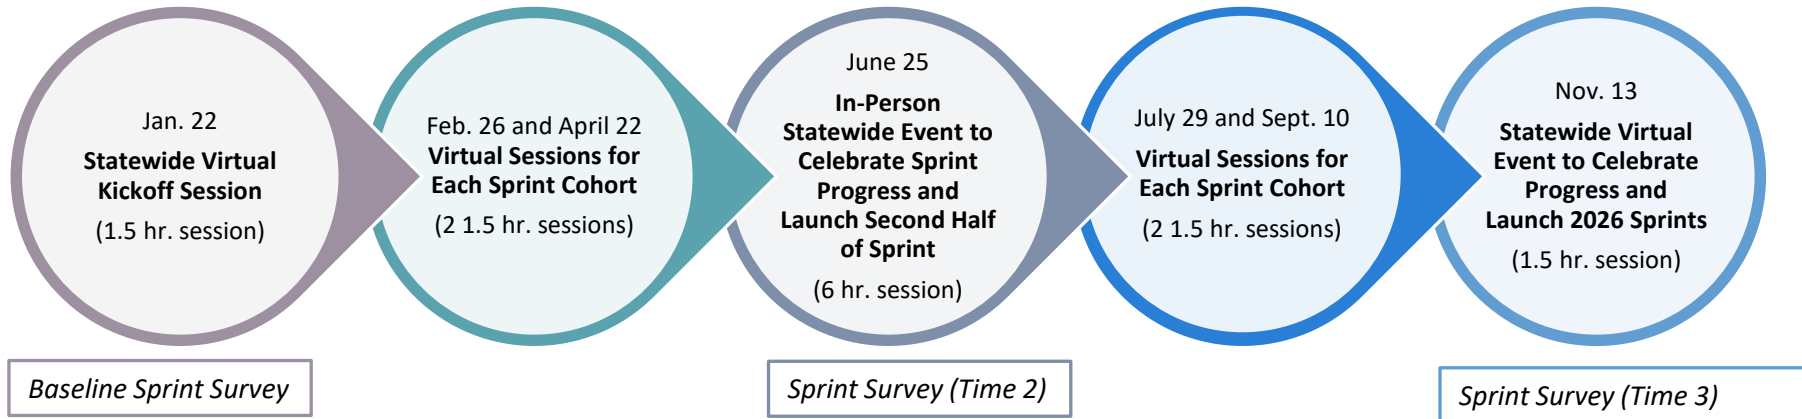 Jan. 22
Statewide Virtual
Kickoff Session
(1.5 hr. session)
Feb. 26 and April 22
Virtual Sessions for
Each Sprint Cohort
(2 1.5 hr. sessions)
June 25
In-Person
Statewide Event to
Celebrate Sprint
Progress and
Launch Second Half
of Sprint
(6 hr. session)
July 29 and Sept. 10
Virtual Sessions for
Each Sprint Cohort
(2 1.5 hr. sessions)
Nov. 13
Statewide Virtual
Event to Celebrate
Progress and
Launch 2026 Sprints
(1.5 hr. session)
Baseline Sprint Survey
Sprint Survey (Time 2)
Sprint Survey (Time 3)